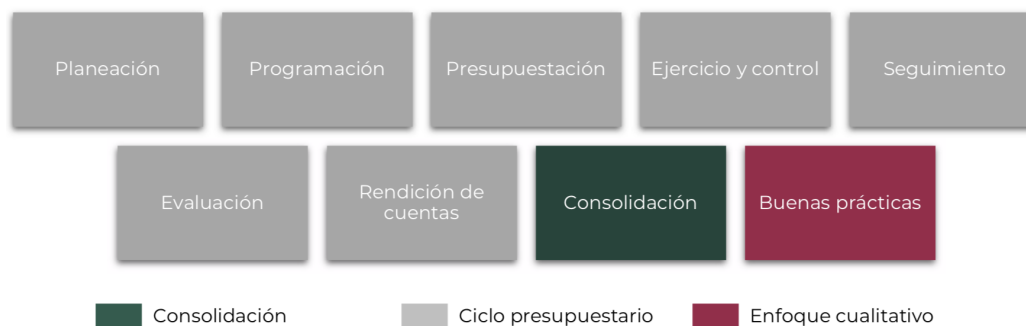 Planeación
Programación
Presupuestación
Ejercicio y control
Seguimiento
Evaluación
Rendición de
cuentas
Consolidación
Buenas prácticas
Consolidación
Ciclo presupuestario
Enfoque cualitativo